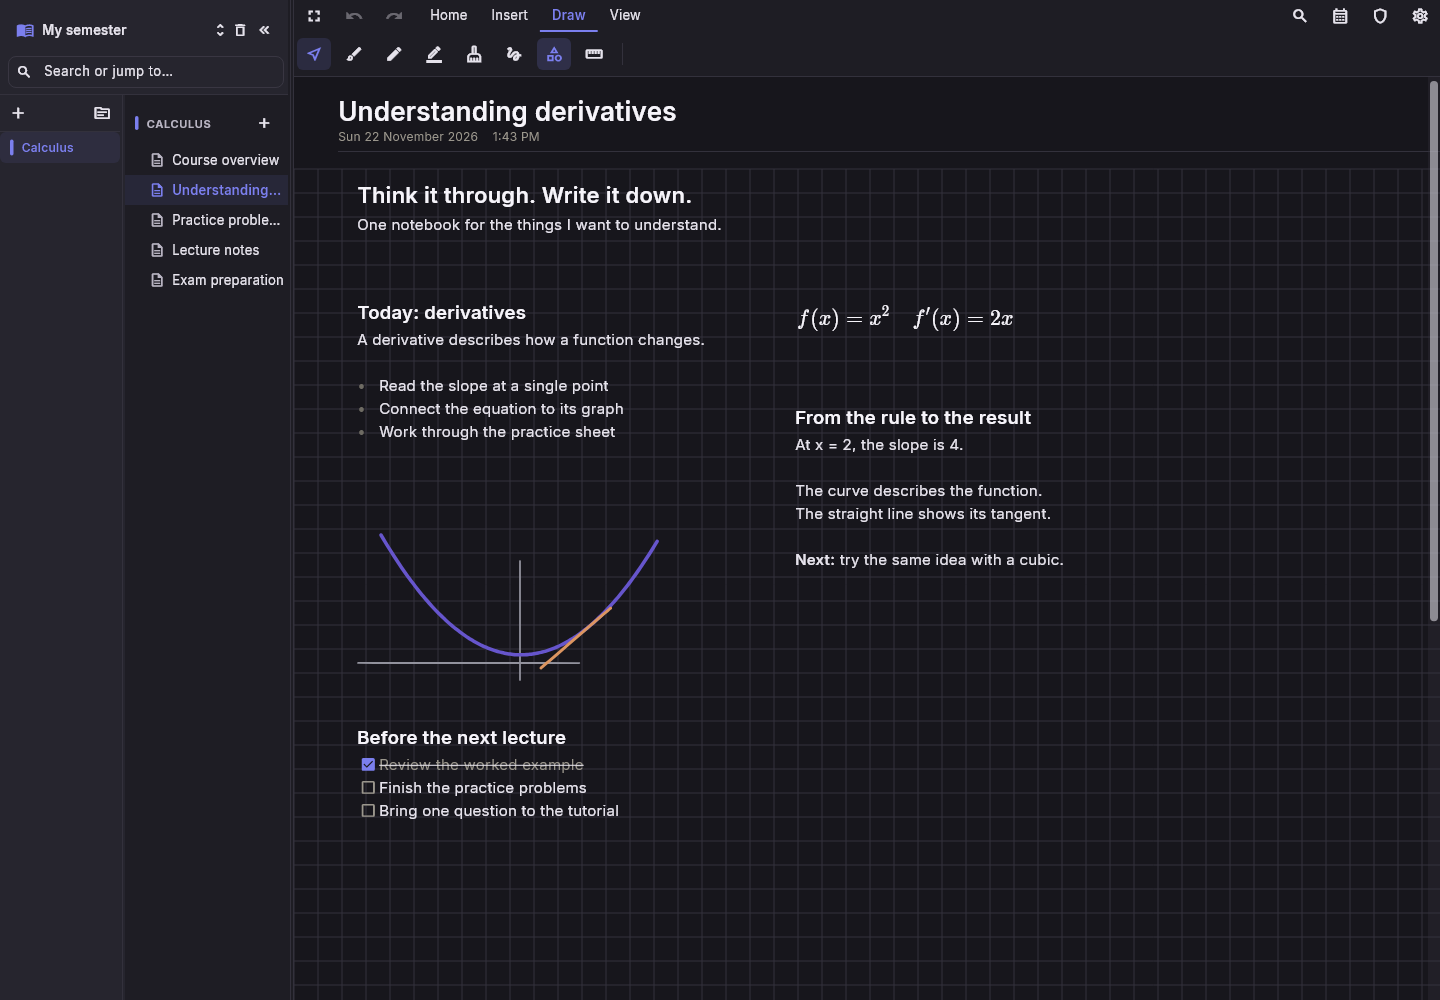 My semester
Search or jump to...
Calculus
CALCULUS
Course overview
Understanding...
Practice proble...
Lecture notes
Exam preparation
Home Insert Draw View
Understanding derivatives
Sun 22 November 2026 1:43 PM
Think it through. Write it down.
One notebook for the things I want to understand.
Today: derivatives
A derivative describes how a function changes.
Read the slope at a single point
Connect the equation to its graph
Work through the practice sheet
f(x) = x² f′(x) = 2x
From the rule to the result
At x = 2, the slope is 4.
The curve describes the function.
The straight line shows its tangent.
Next: try the same idea with a cubic.
Before the next lecture
Review the worked example
Finish the practice problems
Bring one question to the tutorial